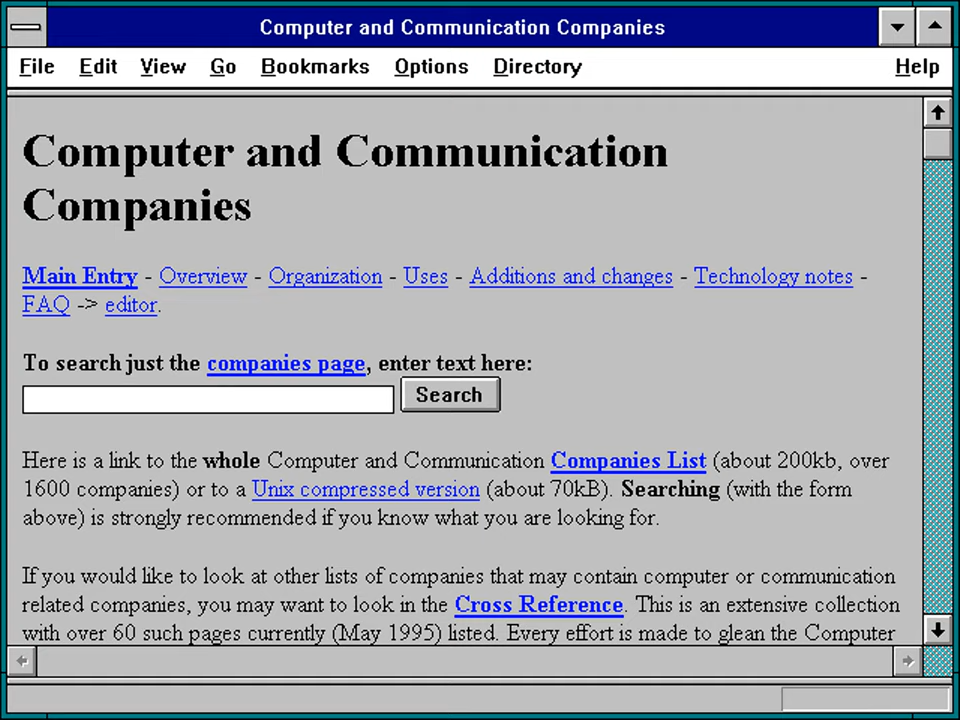 Computer and Communication Companies
File Edit View Go Bookmarks Options Directory Help
Computer and Communication
Companies
Main Entry - Overview - Organization - Uses - Additions and changes - Technology notes -
FAQ -> editor.
To search just the companies page, enter text here:
Search
Here is a link to the whole Computer and Communication Companies List (about 200kb, over
1600 companies) or to a Unix compressed version (about 70kB). Searching (with the form
above) is strongly recommended if you know what you are looking for.
If you would like to look at other lists of companies that may contain computer or communication
related companies, you may want to look in the Cross Reference. This is an extensive collection
with over 60 such pages currently (May 1995) listed. Every effort is made to glean the Computer